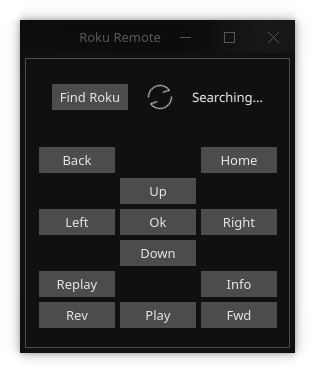 Roku Remote
Find Roku Searching...
Back Home
Up
Left Ok Right
Down
Replay Info
Rev Play Fwd